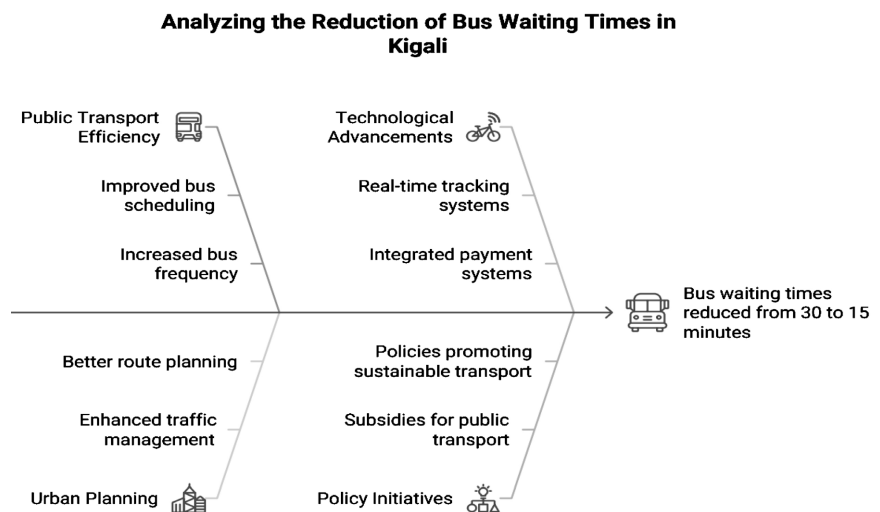 Analyzing the Reduction of Bus Waiting Times in
Kigali
Public Transport
Efficiency
Improved bus
scheduling
Increased bus
frequency
Technological
Advancements
Real-time tracking
systems
Integrated payment
systems
Bus waiting times
reduced from 30 to 15
minutes
Better route planning
Enhanced traffic
management
Urban Planning
Policies promoting
sustainable transport
Subsidies for public
transport
Policy Initiatives